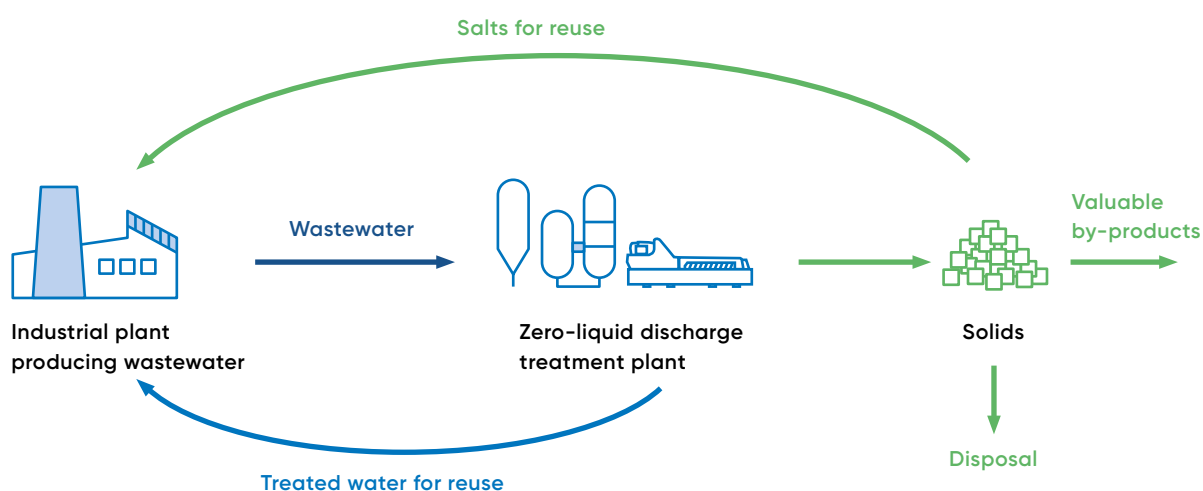 Salts for reuse
Wastewater
Valuable
by-products
Industrial plant
producing wastewater
Zero-liquid discharge
treatment plant
Solids
Disposal
Treated water for reuse